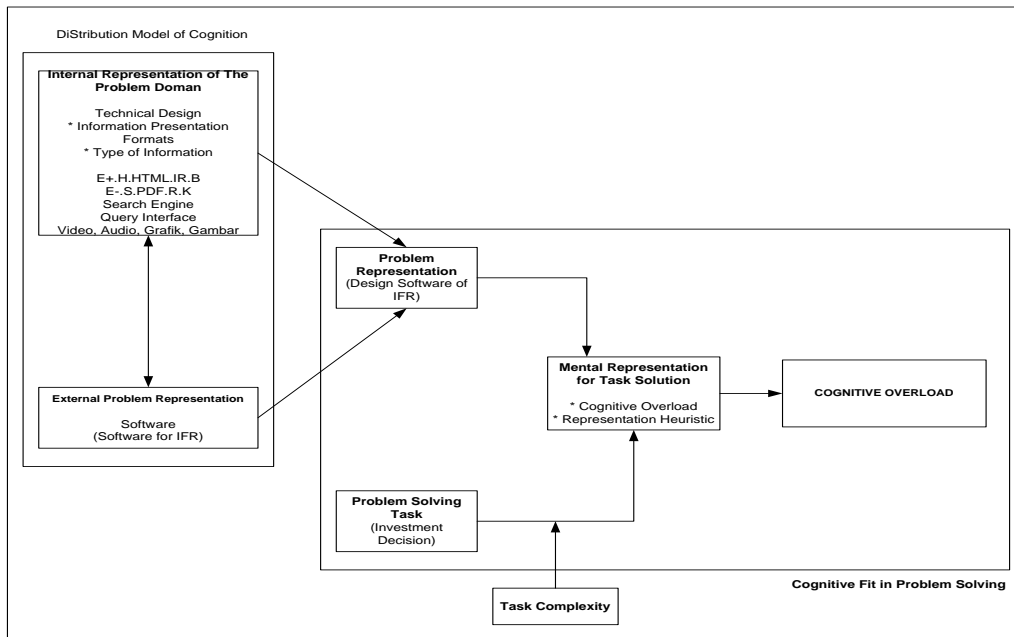 DiStribution Model of Cognition
Internal Representation of The
Problem Doman
Technical Design
* Information Presentation
Formats
* Type of Information
E+.H.HTML.IR.B
E-.S.PDF.R.K
Search Engine
Query Interface
Video, Audio, Grafik, Gambar
External Problem Representation
Software
(Software for IFR)
Problem
Representation
(Design Software of
IFR)
Mental Representation
for Task Solution
* Cognitive Overload
* Representation Heuristic
COGNITIVE OVERLOAD
Problem Solving
Task
(Investment
Decision)
Cognitive Fit in Problem Solving
Task Complexity